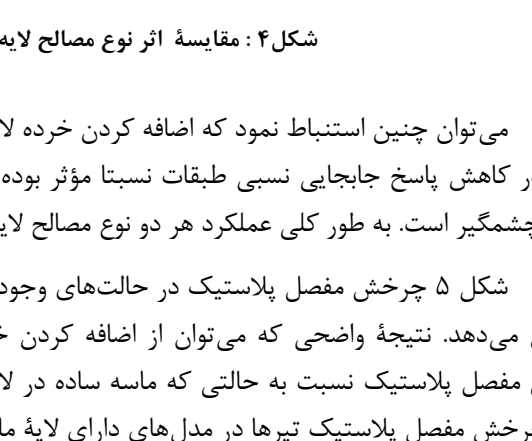 شکل۴ : مقایسۀ اثر نوع مصالح لایه
می‌توان چنین استنباط نمود که اضافه کردن خرده لا
ر کاهش پاسخ جابجایی نسبی طبقات نسبتا مؤثر بوده
چشمگیر است. به طور کلی عملکرد هر دو نوع مصالح لای
شکل ۵ چرخش مفصل پلاستیک در حالت‌های وجود
می‌دهد. نتیجۀ واضحی که می‌توان از اضافه کردن خ
مفصل پلاستیک نسبت به حالتی که ماسه ساده در لا
چرخش مفصل پلاستیک تیرها در مدل‌های دارای لایۀ ما